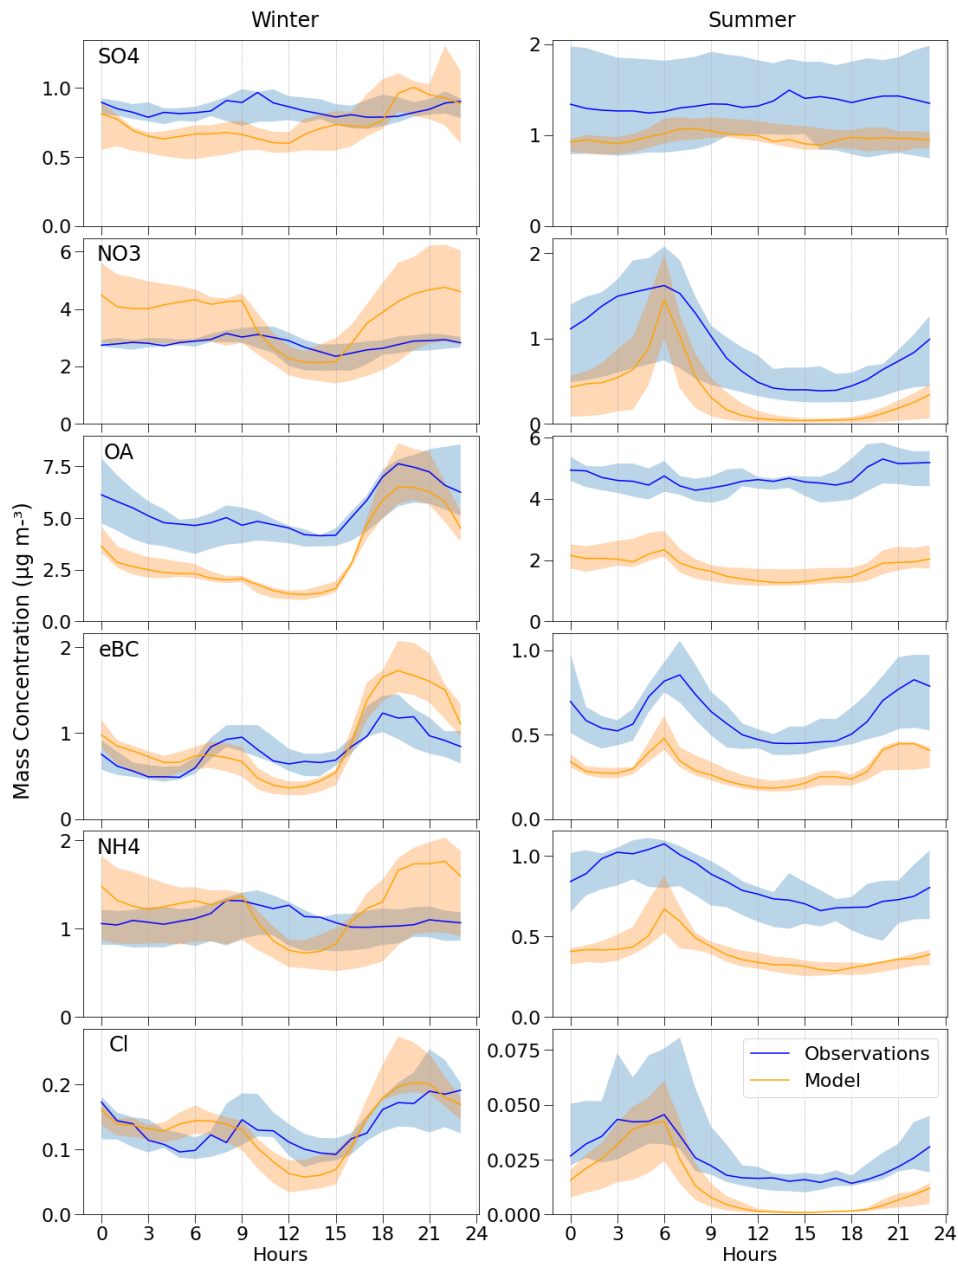 Winter
Summer
SO4
1.0
0.5
0.0
2
1
0
NO3
6
4
2
0
2
1
0
OA
7.5
5.0
2.5
0.0
6
4
2
0
eBC
2
1
0
1.0
0.5
0.0
NH4
2
1
0
1.0
0.5
0.0
Cl
0.2
0.1
0.0
0.075
0.050
0.025
0.000
Observations
Model
0 3 6 9 12 15 18 21 24
0 3 6 9 12 15 18 21 24
Hours
Hours
Mass Concentration (μg m-³)